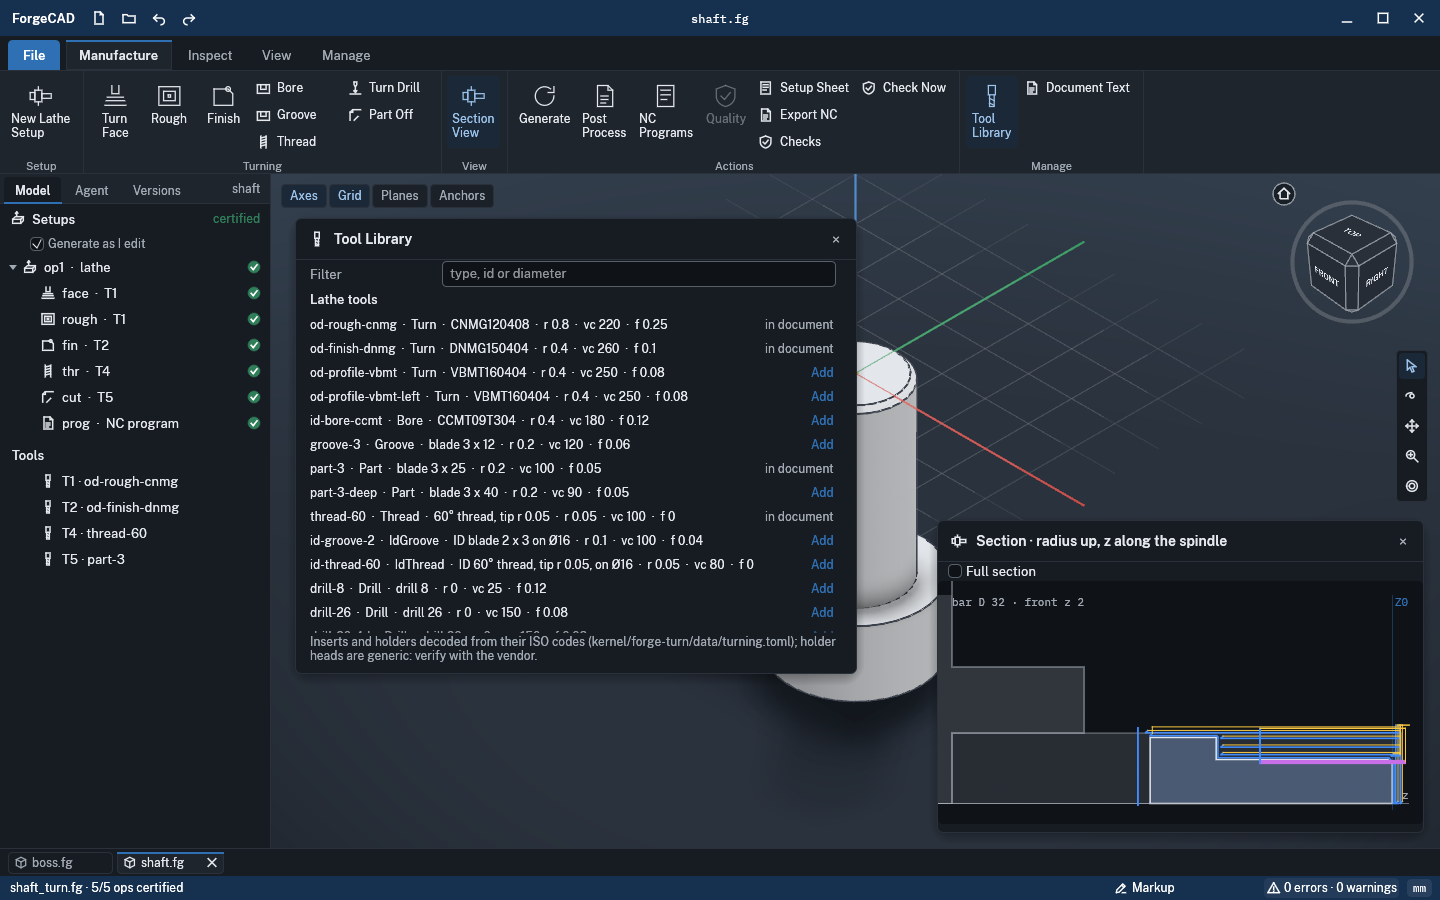 ForgeCAD
shaft.fg
File
Manufacture
Inspect
View
Manage
New Lathe
Setup
Setup
Turn
Face
Rough
Finish
Bore
Groove
Thread
Turn Drill
Part Off
Turning
Section
View
View
Generate
Post
Process
NC
Programs
Quality
Setup Sheet
Export NC
Checks
Check Now
Actions
Tool
Library
Document Text
Manage
Model
Agent
Versions
shaft
Setups
certified
Generate as I edit
op1 · lathe
face · T1
rough · T1
fin · T2
thr · T4
cut · T5
prog · NC program
Tools
T1 · od-rough-cnmg
T2 · od-finish-dnmg
T4 · thread-60
T5 · part-3
Axes
Grid
Planes
Anchors
Tool Library
Filter
type, id or diameter
Lathe tools
od-rough-cnmg · Turn · CNMG120408 · r 0.8 · vc 220 · f 0.25 in document
od-finish-dnmg · Turn · DNMG150404 · r 0.4 · vc 260 · f 0.1 in document
od-profile-vbmt · Turn · VBMT160404 · r 0.4 · vc 250 · f 0.08 Add
od-profile-vbmt-left · Turn · VBMT160404 · r 0.4 · vc 250 · f 0.08 Add
id-bore-ccmt · Bore · CCMT09T304 · r 0.4 · vc 180 · f 0.12 Add
groove-3 · Groove · blade 3 x 12 · r 0.2 · vc 120 · f 0.06 Add
part-3 · Part · blade 3 x 25 · r 0.2 · vc 100 · f 0.05 in document
part-3-deep · Part · blade 3 x 40 · r 0.2 · vc 90 · f 0.05 Add
thread-60 · Thread · 60° thread, tip r 0.05 · r 0.05 · vc 100 · f 0 in document
id-groove-2 · IdGroove · ID blade 2 x 3 on Ø16 · r 0.1 · vc 100 · f 0.04 Add
id-thread-60 · IdThread · ID 60° thread, tip r 0.05, on Ø16 · r 0.05 · vc 80 · f 0 Add
drill-8 · Drill · drill 8 · r 0 · vc 25 · f 0.12 Add
drill-26 · Drill · drill 26 · r 0 · vc 150 · f 0.08 Add
Inserts and holders decoded from their ISO codes (kernel/forge-turn/data/turning.toml); holder
heads are generic: verify with the vendor.
TOP
FRONT
RIGHT
Section · radius up, z along the spindle
Full section
bar D 32 · front z 2
Z0
Z
boss.fg
shaft.fg
shaft_turn.fg · 5/5 ops certified
Markup
0 errors · 0 warnings
mm